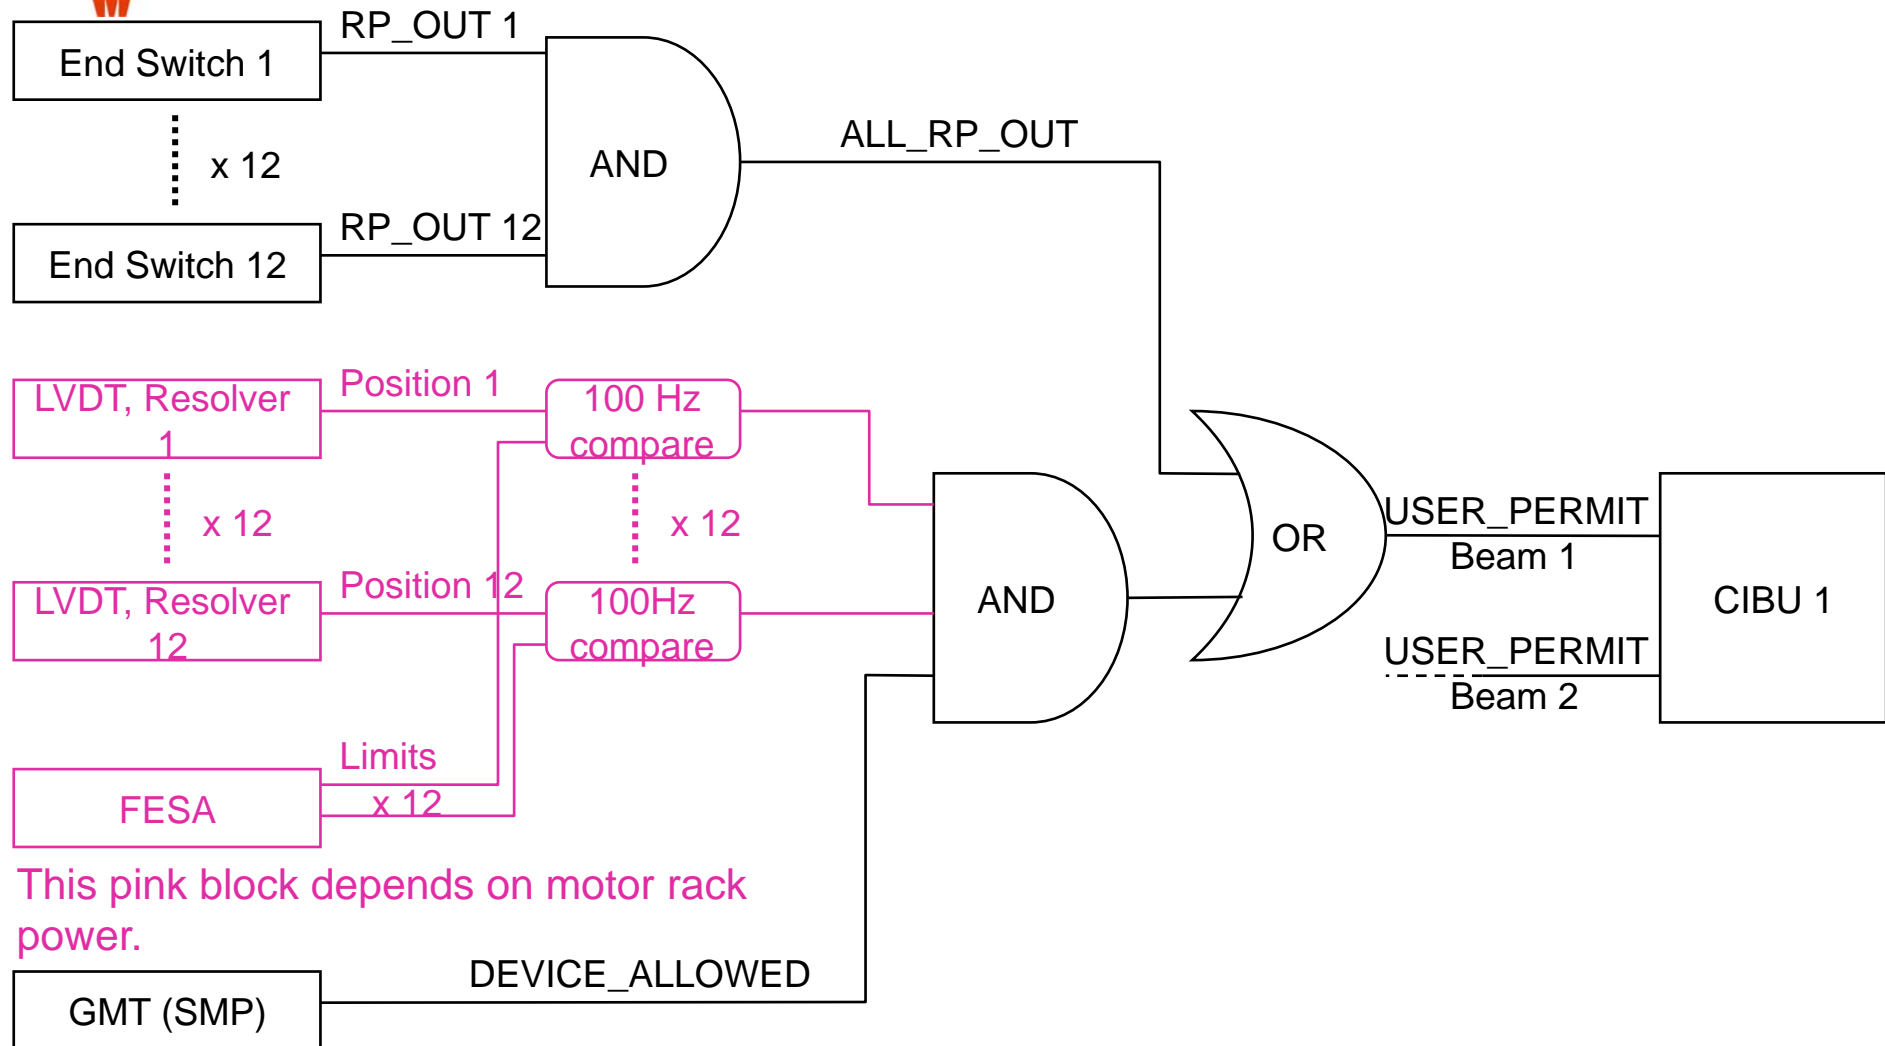 RP_OUT 1
End Switch 1
x 12
AND
ALL_RP_OUT
RP_OUT 12
End Switch 12
Position 1
LVDT, Resolver
1
100 Hz
compare
x 12
x 12
Position 12
LVDT, Resolver
12
100Hz
compare
AND
OR
USER_PERMIT
Beam 1
CIBU 1
USER_PERMIT
Beam 2
Limits
x 12
FESA
This pink block depends on motor rack
power.
DEVICE_ALLOWED
GMT (SMP)